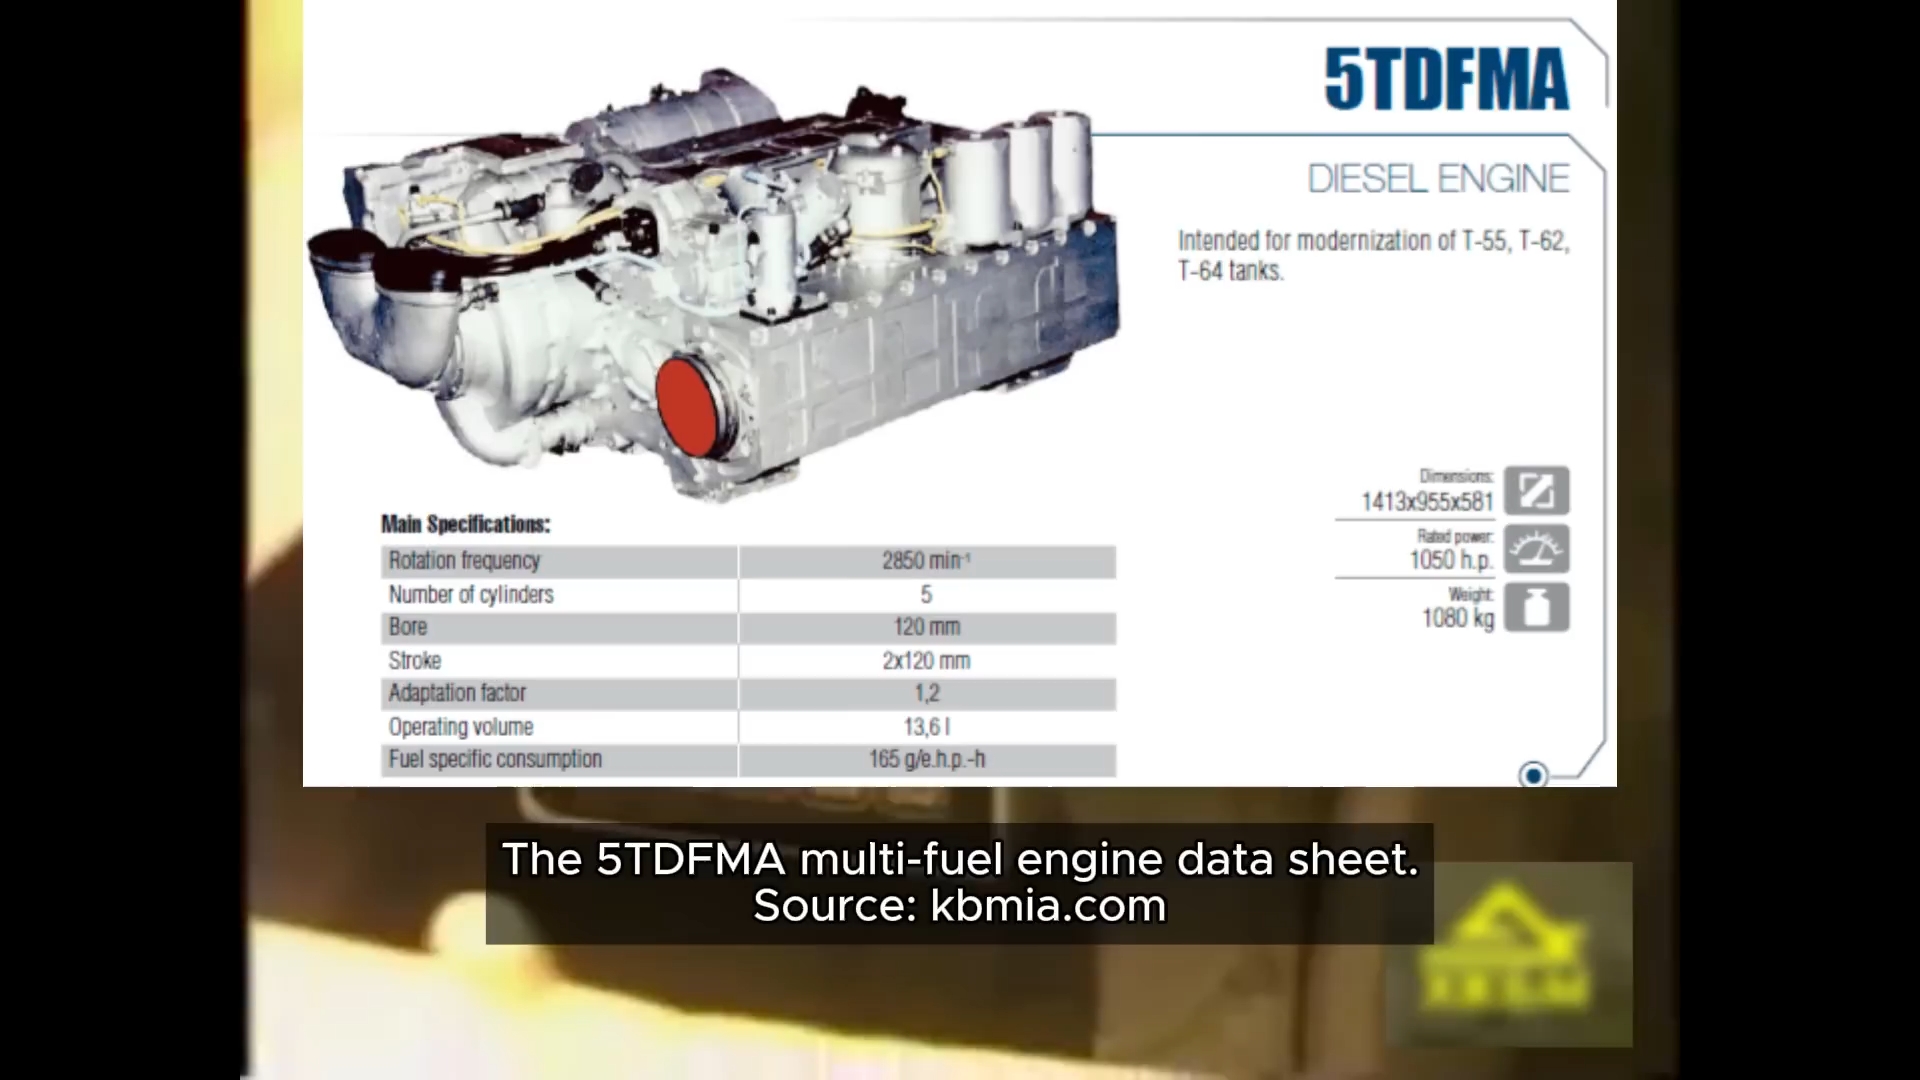 5TDFMA
DIESEL ENGINE
Intended for modernization of T-55, T-62,
T-64 tanks.
Dimensions:
1413x955x581
Rated power:
1050 h.p.
Weight:
1080 kg
Main Specifications:
Rotation frequency 2850 min⁻¹
Number of cylinders 5
Bore 120 mm
Stroke 2x120 mm
Adaptation factor 1,2
Operating volume 13,6 l
Fuel specific consumption 165 g/e.h.p.-h
The 5TDFMA multi-fuel engine data sheet.
Source: kbmia.com